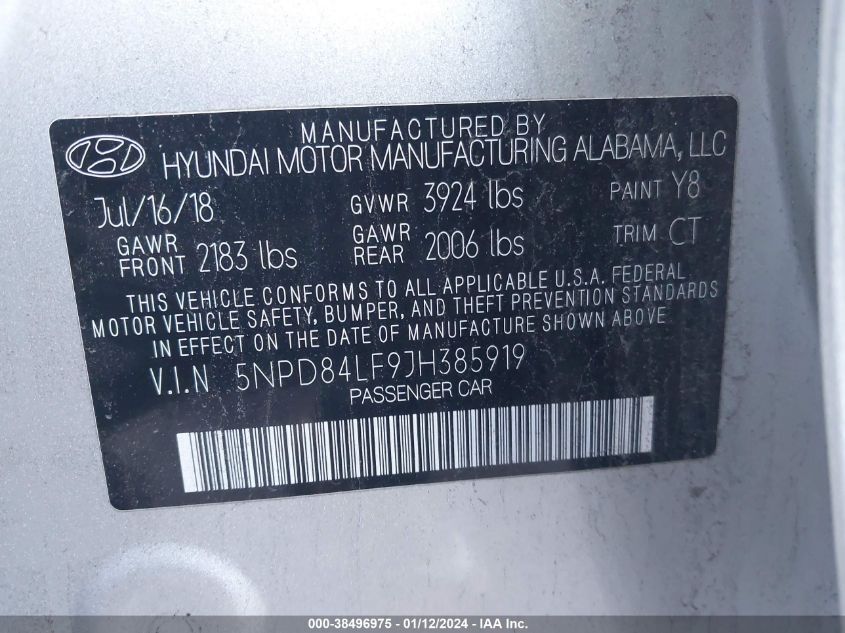 MANUFACTURED BY
HYUNDAI MOTOR MANUFACTURING ALABAMA, LLC
Jul/16/18 GVWR 3924 lbs PAINT Y8
GAWR FRONT 2183 lbs GAWR REAR 2006 lbs TRIM CT
THIS VEHICLE CONFORMS TO ALL APPLICABLE U.S.A. FEDERAL
MOTOR VEHICLE SAFETY, BUMPER, AND THEFT PREVENTION STANDARDS
IN EFFECT ON THE DATE OF MANUFACTURE SHOWN ABOVE
V.I.N 5NPD84LF9JH385919
PASSENGER CAR
000-38496975 - 01/12/2024 - IAA Inc.